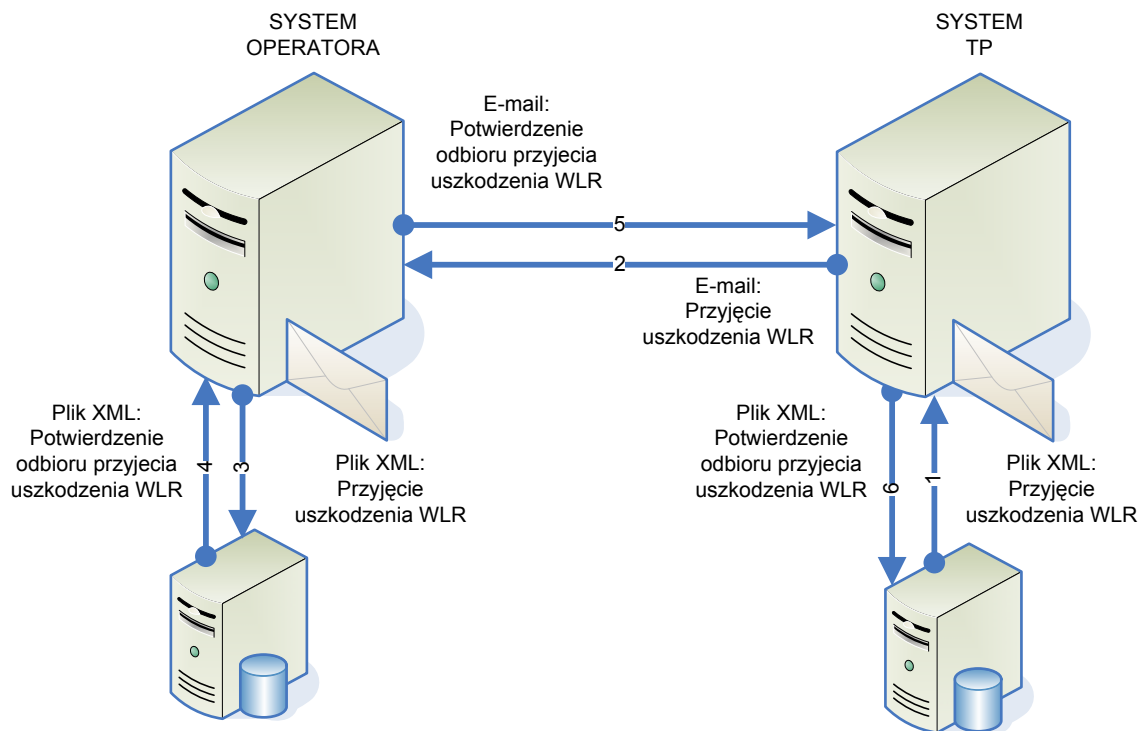 SYSTEM
OPERATORA
SYSTEM
TP
E-mail:
Potwierdzenie
odbioru przyjecia
uszkodzenia WLR
5
2
E-mail:
Przyjęcie
uszkodzenia WLR
Plik XML:
Potwierdzenie
odbioru przyjecia
uszkodzenia WLR
4
3
Plik XML:
Przyjęcie
uszkodzenia WLR
Plik XML:
Potwierdzenie
odbioru przyjecia
uszkodzenia WLR
6
1
Plik XML:
Przyjęcie
uszkodzenia WLR